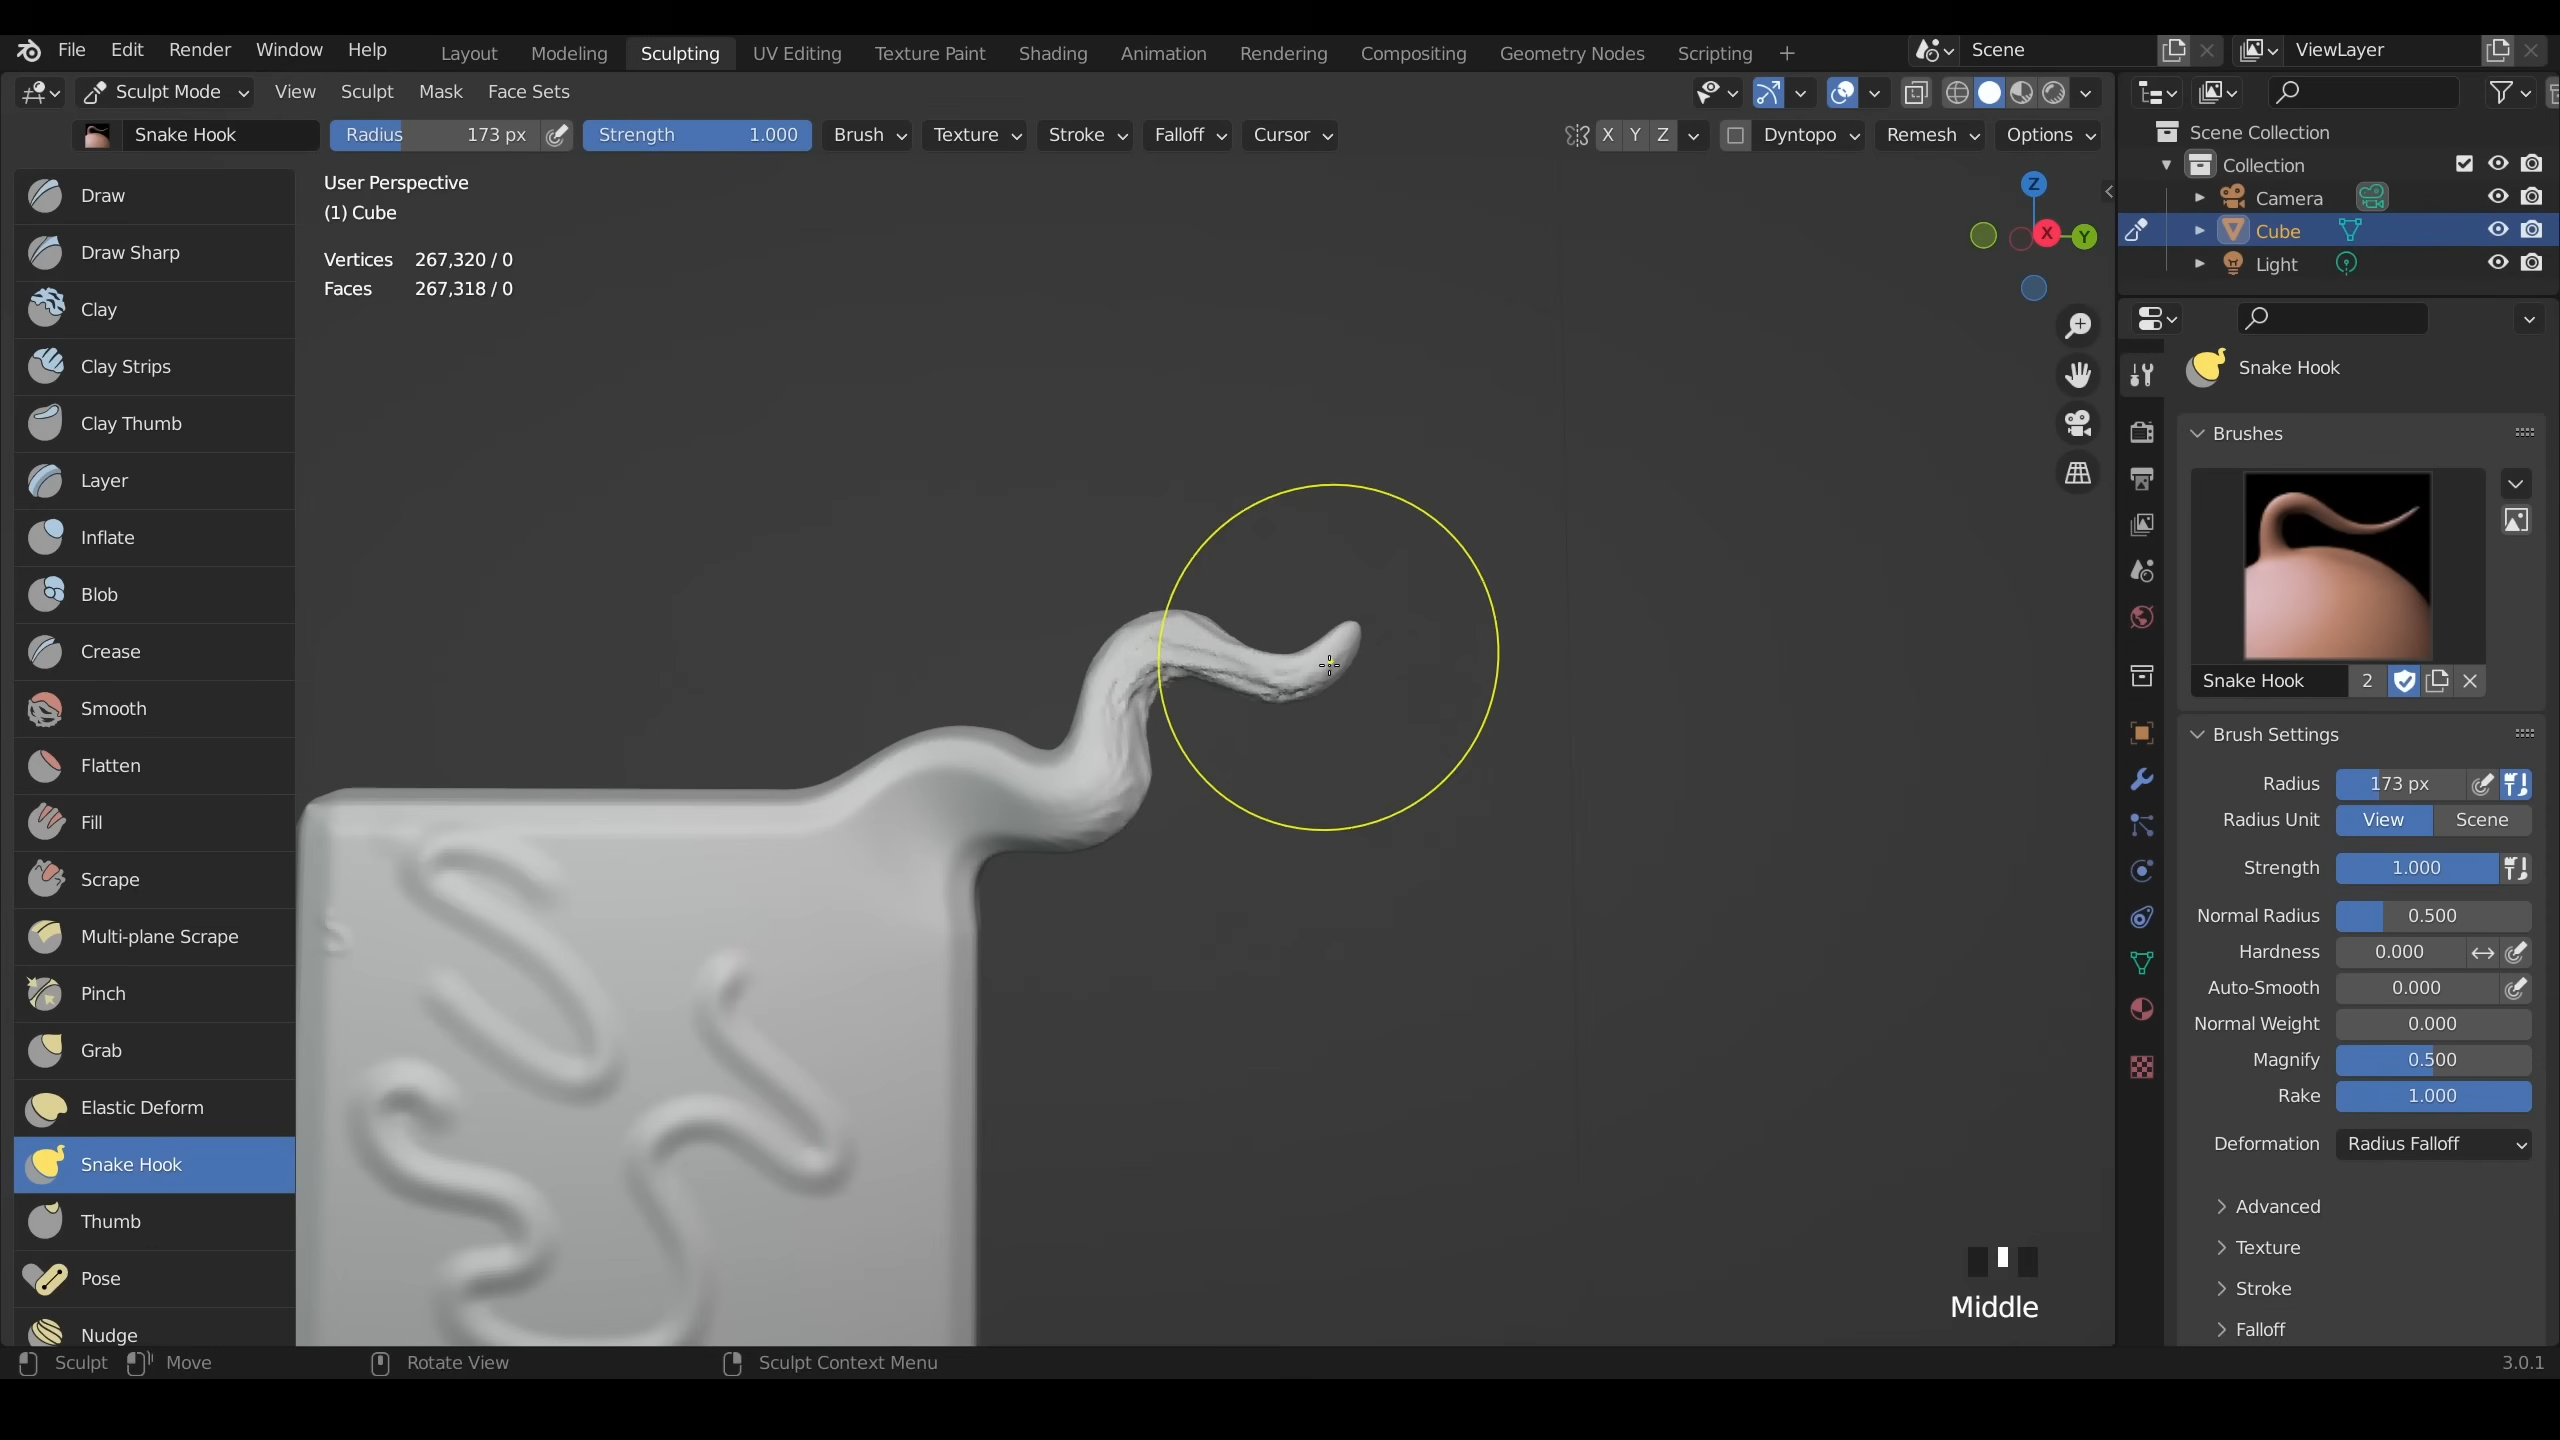 File Edit Render Window Help Layout Modeling Sculpting UV Editing Texture Paint Shading Animation Rendering Compositing Geometry Nodes Scripting + Scene ViewLayer
Sculpt Mode View Sculpt Mask Face Sets
Snake Hook Radius 173 px Strength 1.000 Brush Texture Stroke Falloff Cursor X Y Z Dyntopo Remesh Options
User Perspective
(1) Cube
Vertices 267,320 / 0
Faces 267,318 / 0
Z
X
Y
Draw
Draw Sharp
Clay
Clay Strips
Clay Thumb
Layer
Inflate
Blob
Crease
Smooth
Flatten
Fill
Scrape
Multi-plane Scrape
Pinch
Grab
Elastic Deform
Snake Hook
Thumb
Pose
Nudge
Middle
Scene Collection
Collection
Camera
Cube
Light
Snake Hook
Brushes
Snake Hook 2
Brush Settings
Radius 173 px
Radius Unit View Scene
Strength 1.000
Normal Radius 0.500
Hardness 0.000
Auto-Smooth 0.000
Normal Weight 0.000
Magnify 0.500
Rake 1.000
Deformation Radius Falloff
Advanced
Texture
Stroke
Falloff
Sculpt Move Rotate View Sculpt Context Menu 3.0.1